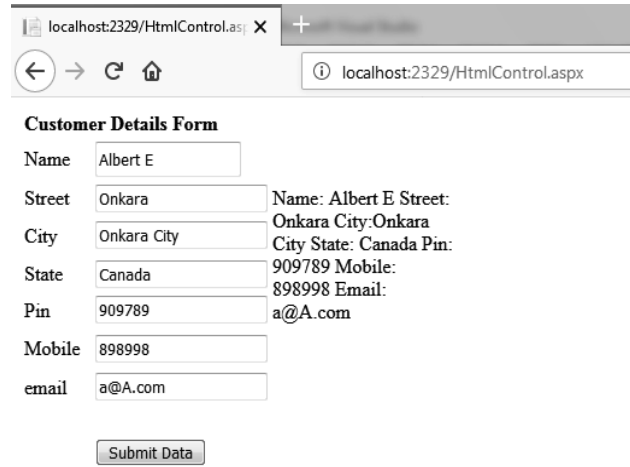 localhost:2329/HtmlControl.asp
localhost:2329/HtmlControl.aspx
Customer Details Form
Name Albert E
Street Onkara
City Onkara City
State Canada
Pin 909789
Mobile 898998
email a@A.com
Name: Albert E Street:
Onkara City:Onkara
City State: Canada Pin:
909789 Mobile:
898998 Email:
a@A.com
Submit Data